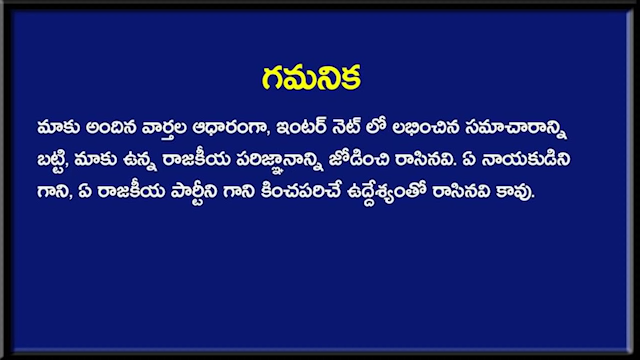 గమనిక
మాకు అందిన వార్తల ఆధారంగా, ఇంటర్ నెట్ లో లభించిన సమాచారాన్ని
బట్టి, మాకు ఉన్న రాజకీయ పరిజ్ఞానాన్ని జోడించి రాసినవి. ఏ నాయకుడిని
గాని, ఏ రాజకీయ పార్టీని గాని కించపరిచే ఉద్దేశ్యంతో రాసినవి కావు.